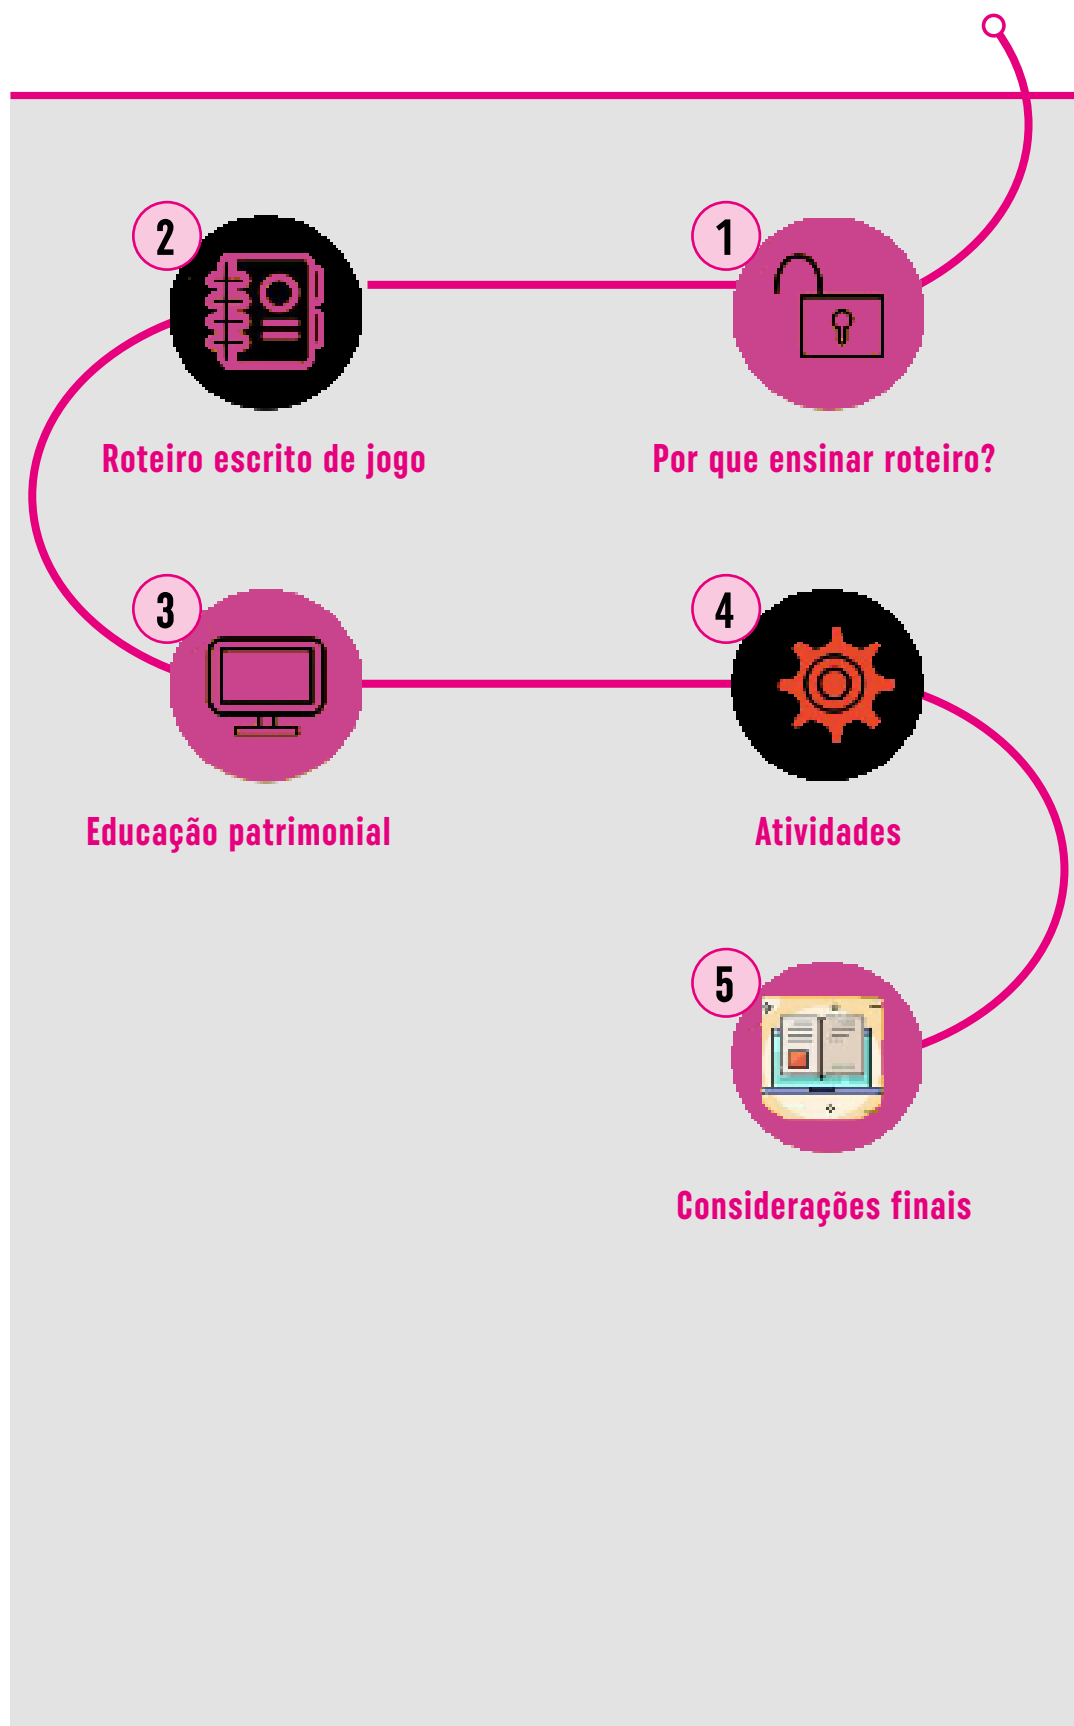 1
Por que ensinar roteiro?
2
Roteiro escrito de jogo
3
Educação patrimonial
4
Atividades
5
Considerações finais